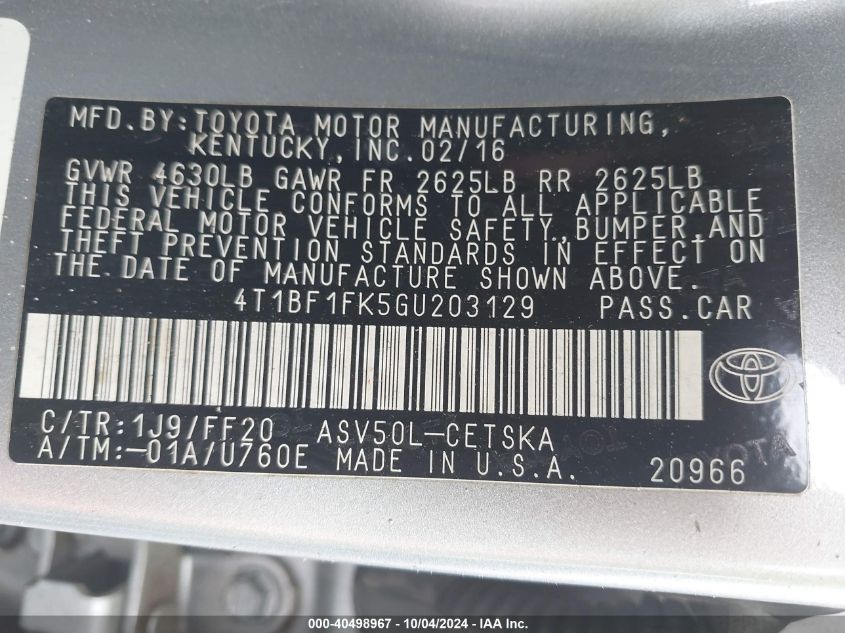 MFD.BY:TOYOTA MOTOR MANUFACTURING,
KENTUCKY,INC.02/16
GVWR 4630LB GAWR FR 2625LB RR 2625LB
THIS VEHICLE CONFORMS TO ALL APPLICABLE
FEDERAL MOTOR VEHICLE SAFETY,BUMPER,AND
THEFT PREVENTION STANDARDS IN EFFECT ON
THE DATE OF MANUFACTURE SHOWN ABOVE.
4T1BF1FK5GU203129 PASS.CAR
C/TR:1J9/FF20 ASV50L-CETSKA
A/TM:-01A/U760E MADE IN U.S.A. 20966
000-40498967 - 10/04/2024 - IAA Inc.